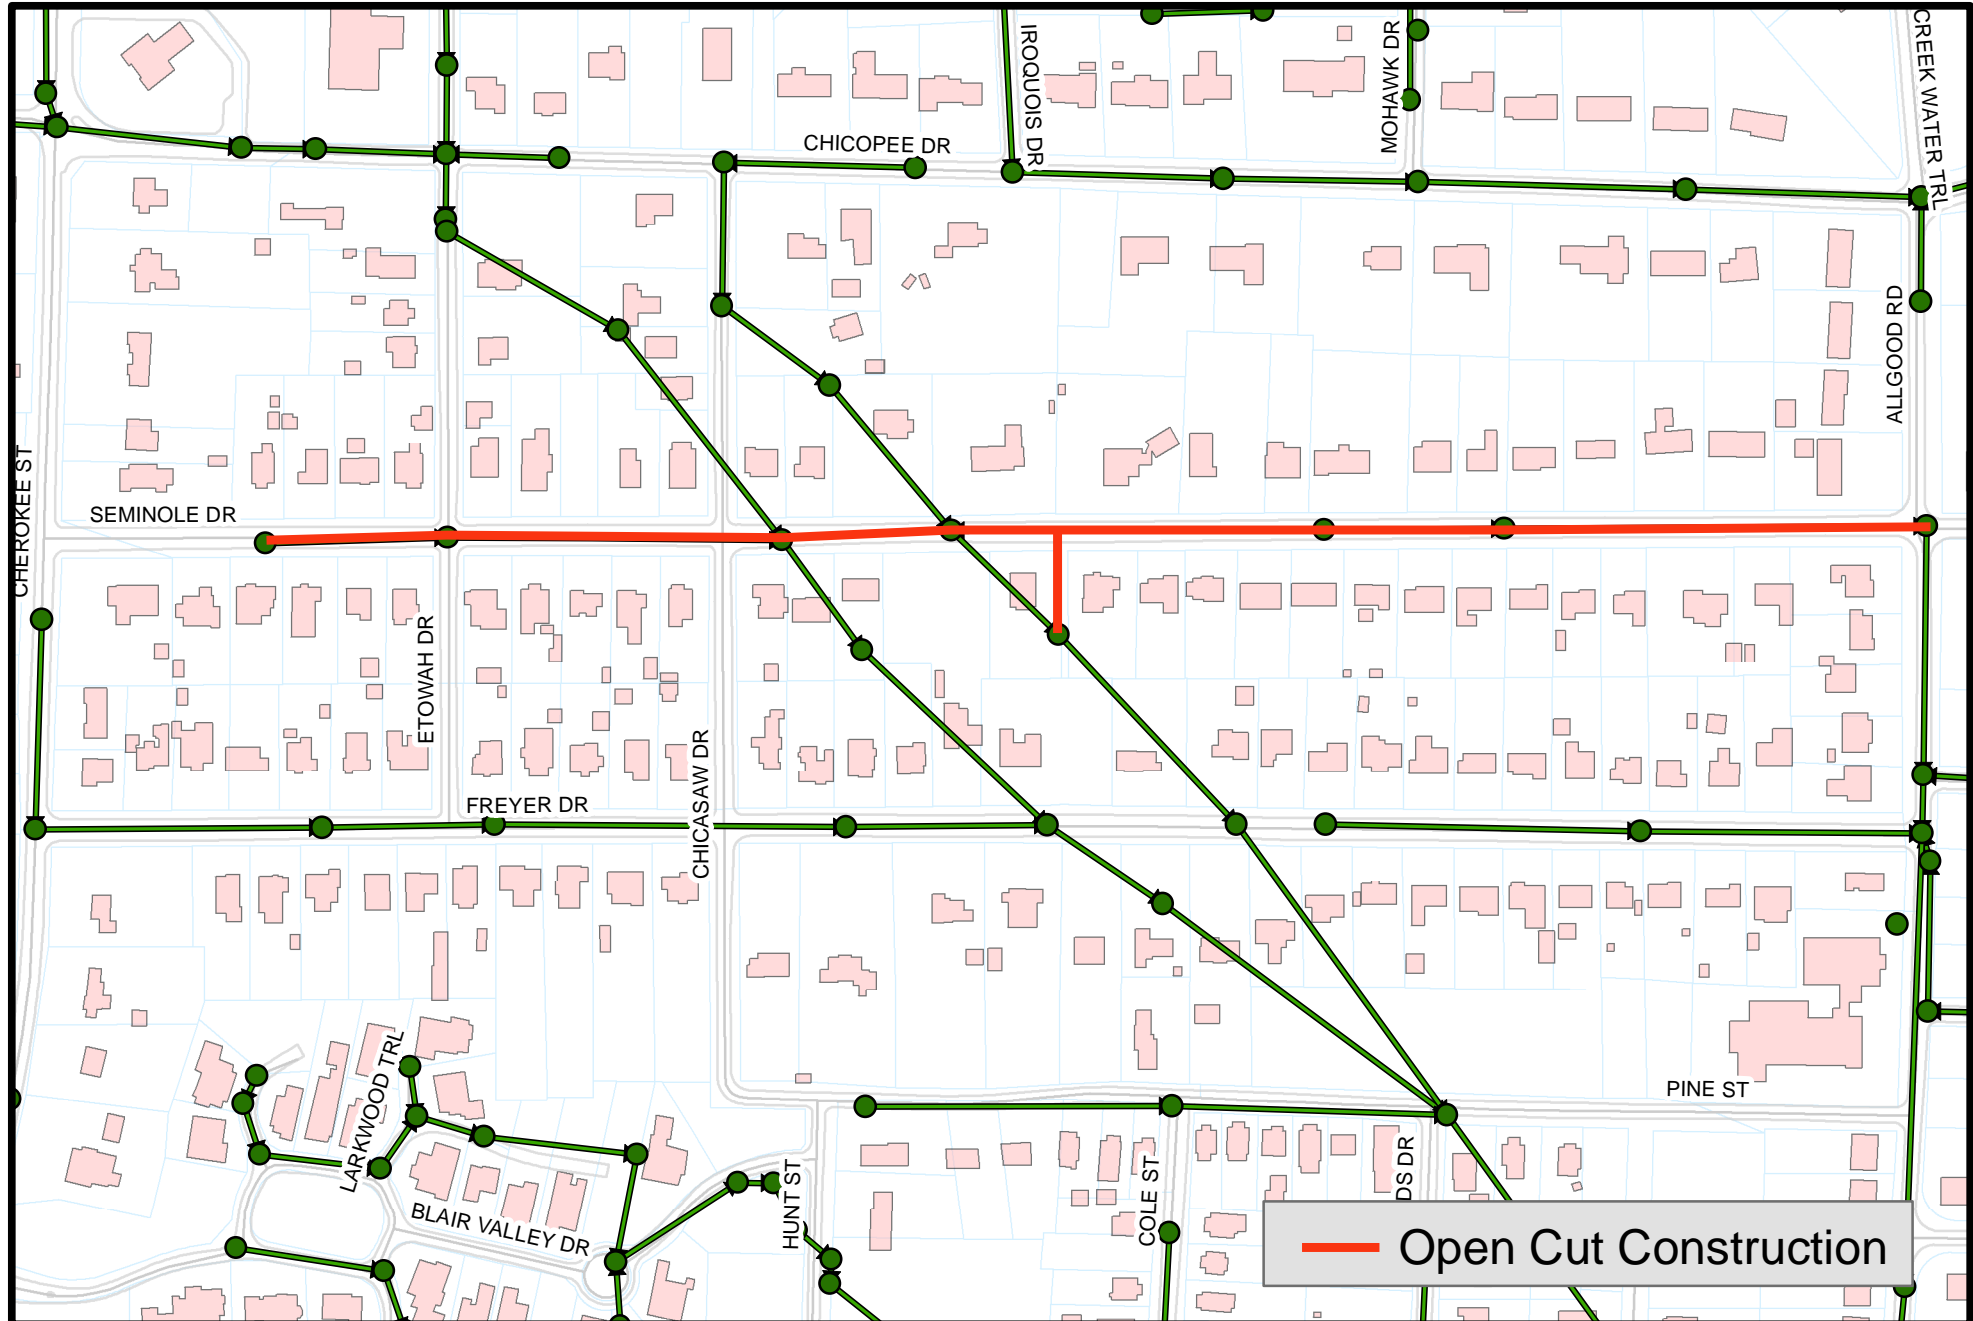 CREEK WATER TRL
IROQUOIS DR
MOHAWK DR
CHICOPEE DR
ALLGOOD RD
CHEROKEE ST
SEMINOLE DR
ETOWAH DR
CHICASAW DR
FREYER DR
LARKWOOD TRL
PINE ST
BLAIR VALLEY DR
HUNT ST
COLE ST
DS DR
Open Cut Construction